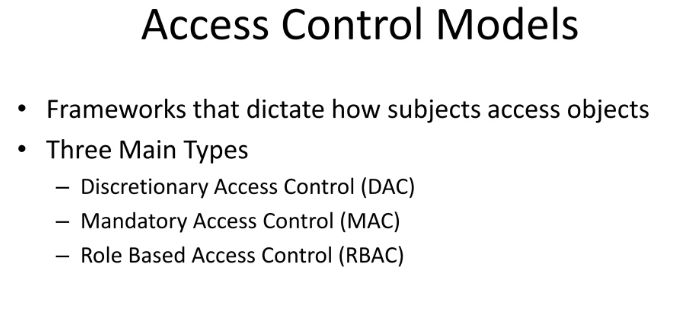 Access Control Models
• Frameworks that dictate how subjects access objects
• Three Main Types
– Discretionary Access Control (DAC)
– Mandatory Access Control (MAC)
– Role Based Access Control (RBAC)